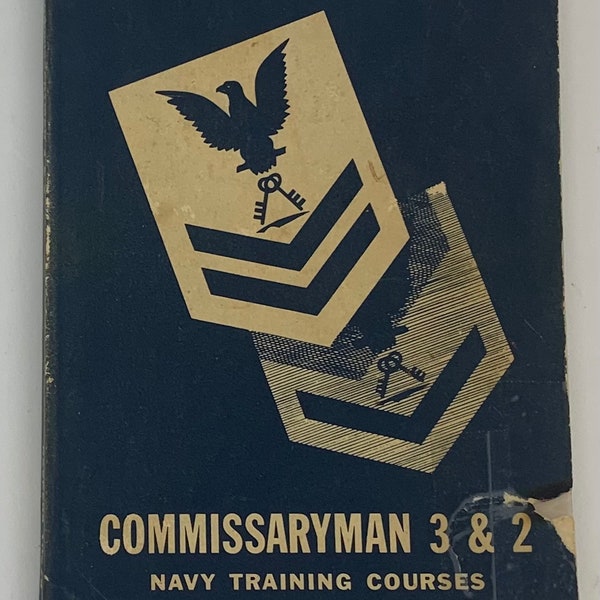 COMMISSARYMAN 3 & 2
NAVY TRAINING COURSES